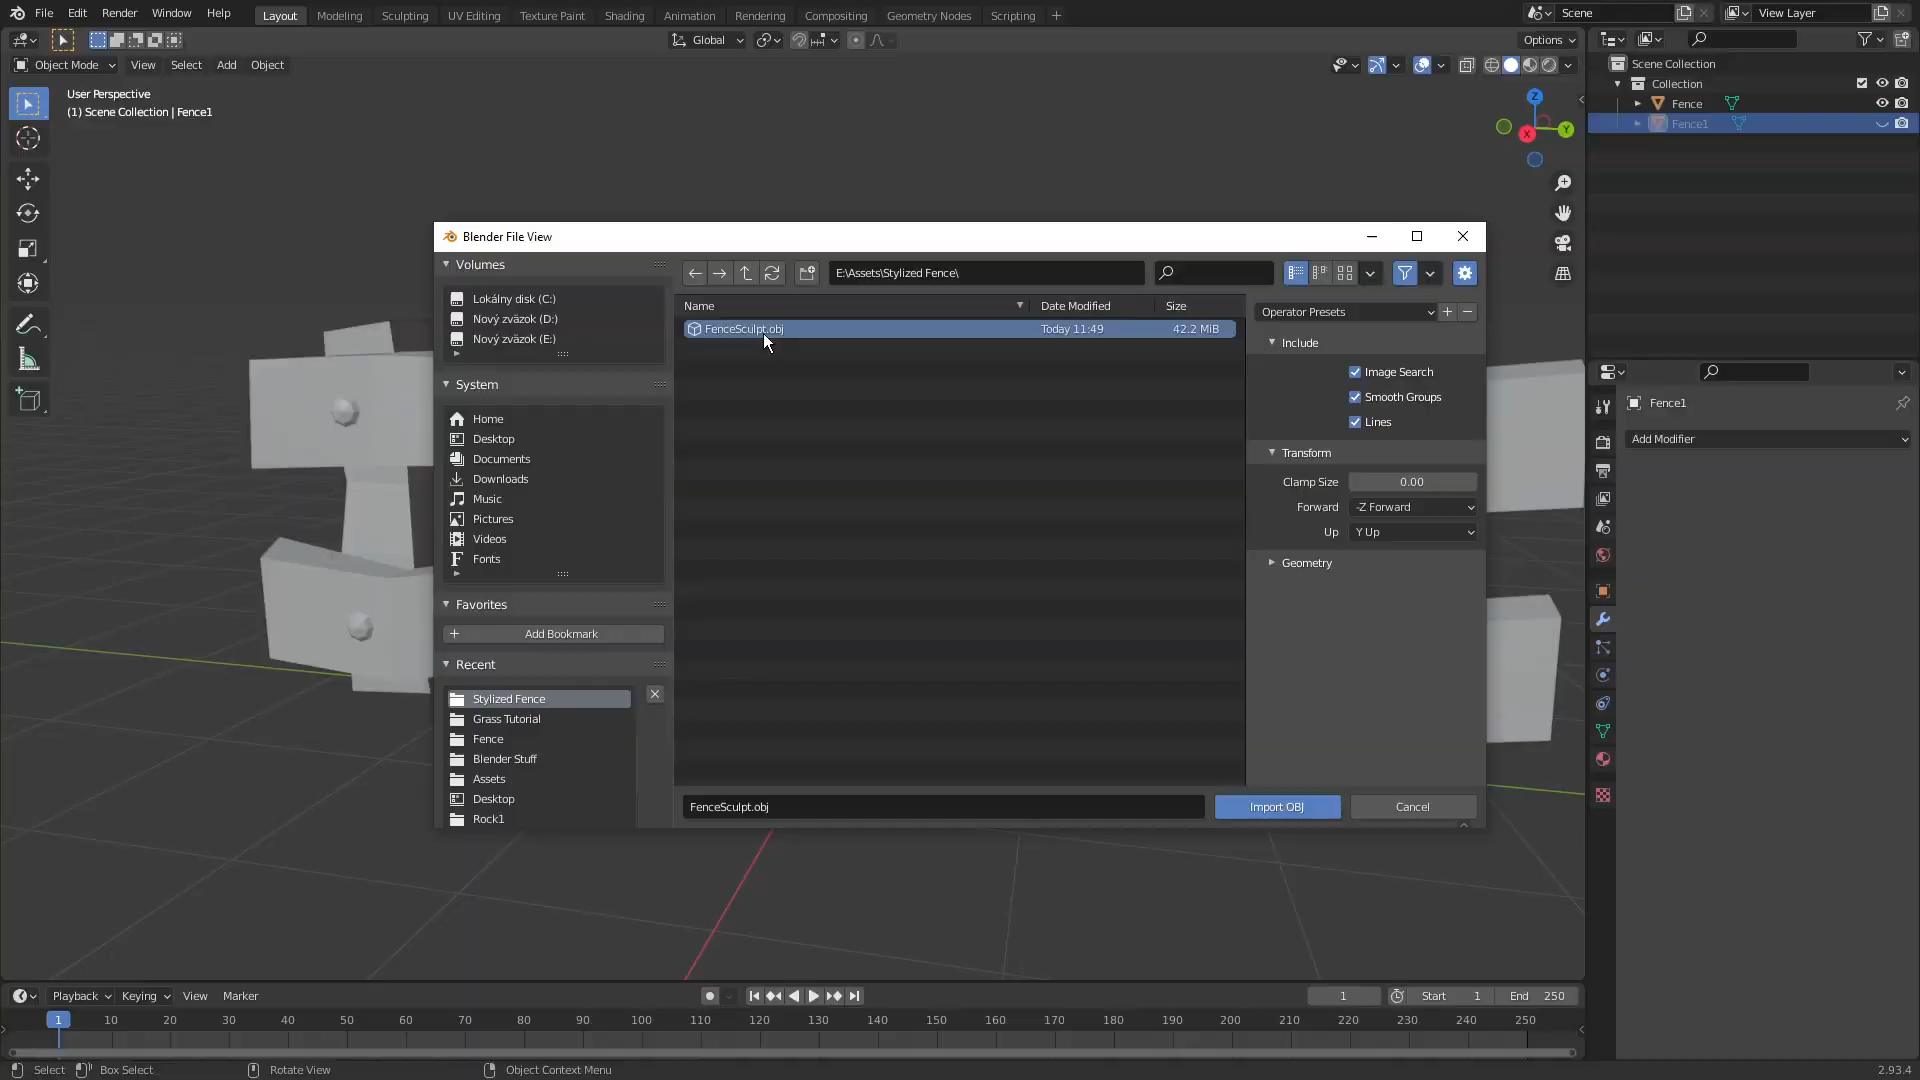 File Edit Render Window Help Layout Modeling Sculpting UV Editing Texture Paint Shading Animation Rendering Compositing Geometry Nodes Scripting + Scene View Layer
Global Options
Object Mode View Select Add Object
User Perspective
(1) Scene Collection | Fence1
Z
Y
X
Scene Collection
Collection
Fence
Fence1
Blender File View
Volumes
Lokálny disk (C:)
Nový zväzok (D:)
Nový zväzok (E:)
System
Home
Desktop
Documents
Downloads
Music
Pictures
Videos
Fonts
Favorites
+ Add Bookmark
Recent
Stylized Fence
Grass Tutorial
Fence
Blender Stuff
Assets
Desktop
Rock1
E:\Assets\Stylized Fence\
Name Date Modified Size
FenceSculpt.obj Today 11:49 42.2 MiB
FenceSculpt.obj Import OBJ Cancel
Operator Presets
Include
Image Search
Smooth Groups
Lines
Transform
Clamp Size 0.00
Forward -Z Forward
Up Y Up
Geometry
Fence1
Add Modifier
Playback Keying View Marker 1 Start 1 End 250
1 10 20 30 40 50 60 70 80 90 100 110 120 130 140 150 160 170 180 190 200 210 220 230 240 250
Select Box Select Rotate View Object Context Menu 2.93.4